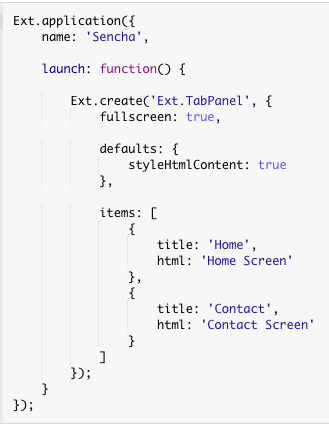 Ext.application({
    name: 'Sencha',

    launch: function() {

        Ext.create('Ext.TabPanel', {
            fullscreen: true,

            defaults: {
                styleHtmlContent: true
            },

            items: [
                {
                    title: 'Home',
                    html: 'Home Screen'
                },
                {
                    title: 'Contact',
                    html: 'Contact Screen'
                }
            ]
        });
    }
});